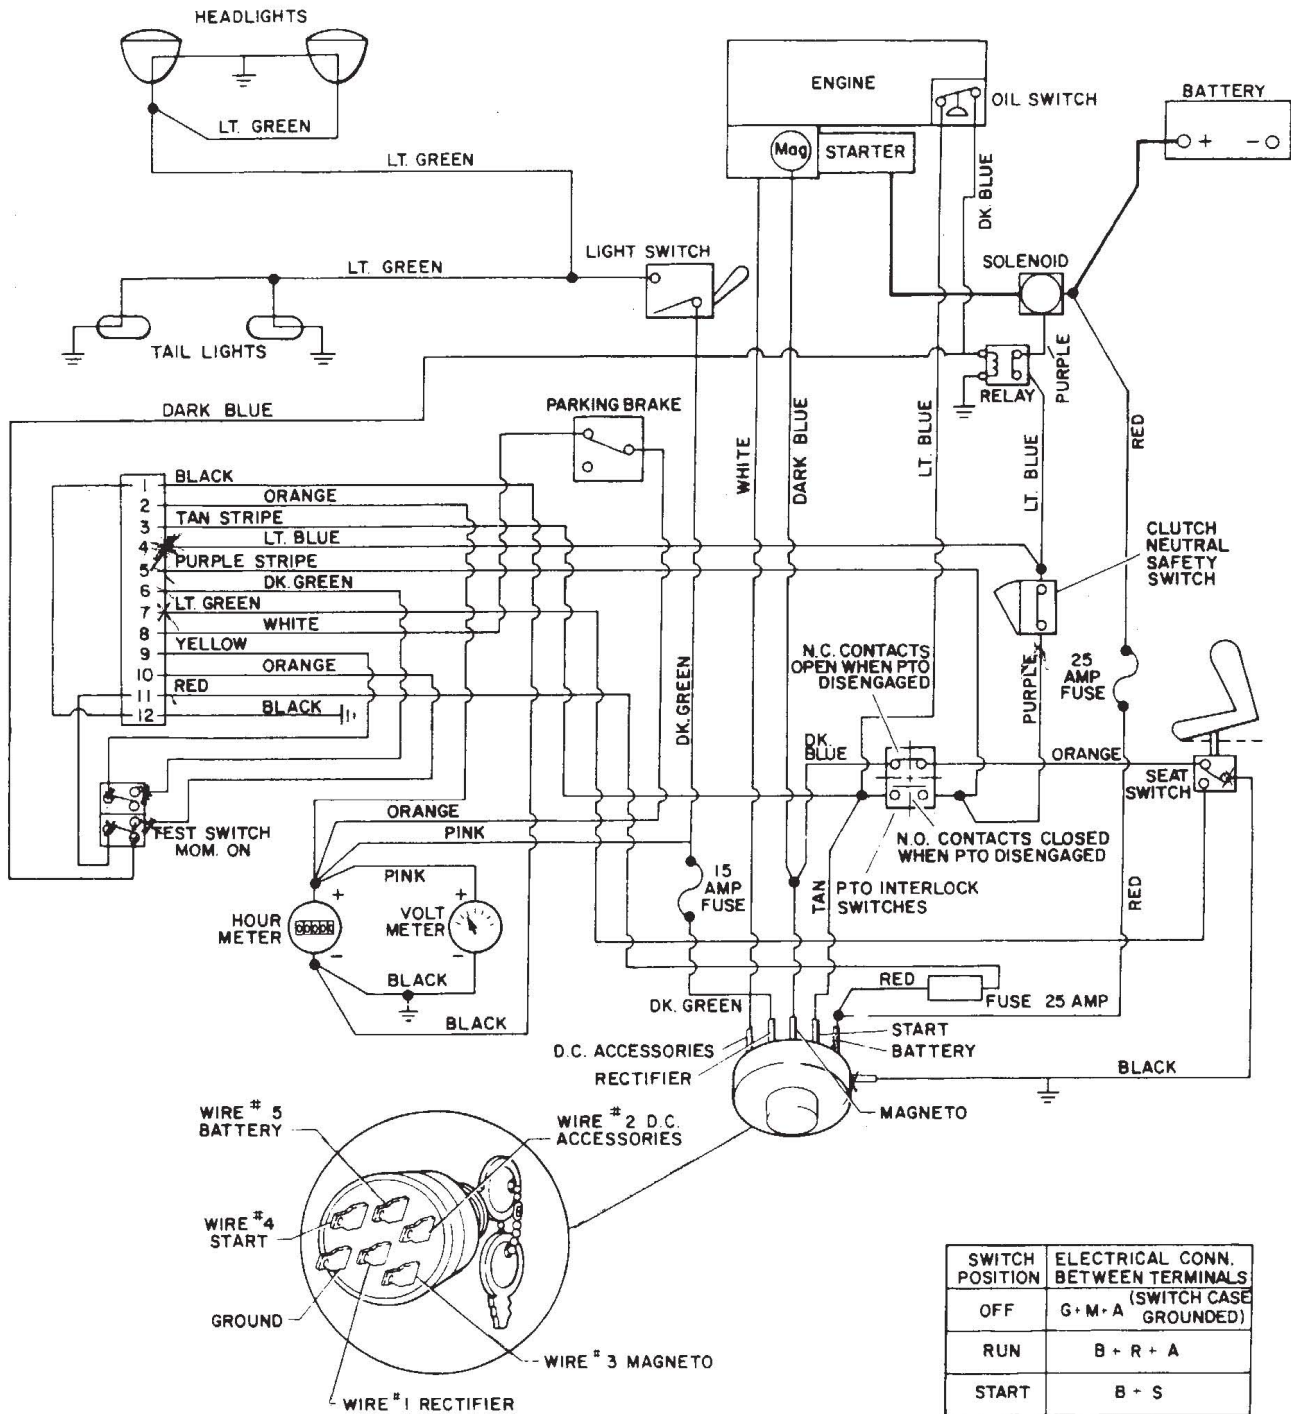 HEADLIGHTS
LT. GREEN
LT. GREEN
LT. GREEN
TAIL LIGHTS
LIGHT SWITCH
ENGINE
OIL SWITCH
Mag
STARTER
BATTERY
+ -
DK. BLUE
SOLENOID
PURPLE
RELAY
RED
DARK BLUE
PARKING BRAKE
WHITE
DARK BLUE
LT. BLUE
LT. BLUE
1 BLACK
2 ORANGE
3 TAN STRIPE
4 LT. BLUE
5 PURPLE STRIPE
6 DK. GREEN
7 LT. GREEN
8 WHITE
9 YELLOW
10 ORANGE
11 RED
12 BLACK
CLUTCH
NEUTRAL
SAFETY
SWITCH
N.C. CONTACTS
OPEN WHEN PTO
DISENGAGED
PURPLE
25
AMP
FUSE
DK. GREEN
DK.
BLUE
ORANGE
SEAT
SWITCH
TEST SWITCH
MOM. ON
ORANGE
PINK
PINK
+ +
HOUR
METER
00000
VOLT
METER
- -
BLACK
BLACK
15
AMP
FUSE
TAN
N.O. CONTACTS CLOSED
WHEN PTO DISENGAGED
PTO INTERLOCK
SWITCHES
RED
RED
FUSE 25 AMP
DK. GREEN
START
BATTERY
D.C. ACCESSORIES
RECTIFIER
BLACK
MAGNETO
WIRE # 5
BATTERY
WIRE # 2 D.C.
ACCESSORIES
WIRE #4
START
GROUND
WIRE # 3 MAGNETO
WIRE #1 RECTIFIER
SWITCH POSITION ELECTRICAL CONN. BETWEEN TERMINALS
OFF G+M+A (SWITCH CASE GROUNDED)
RUN B + R + A
START B + S